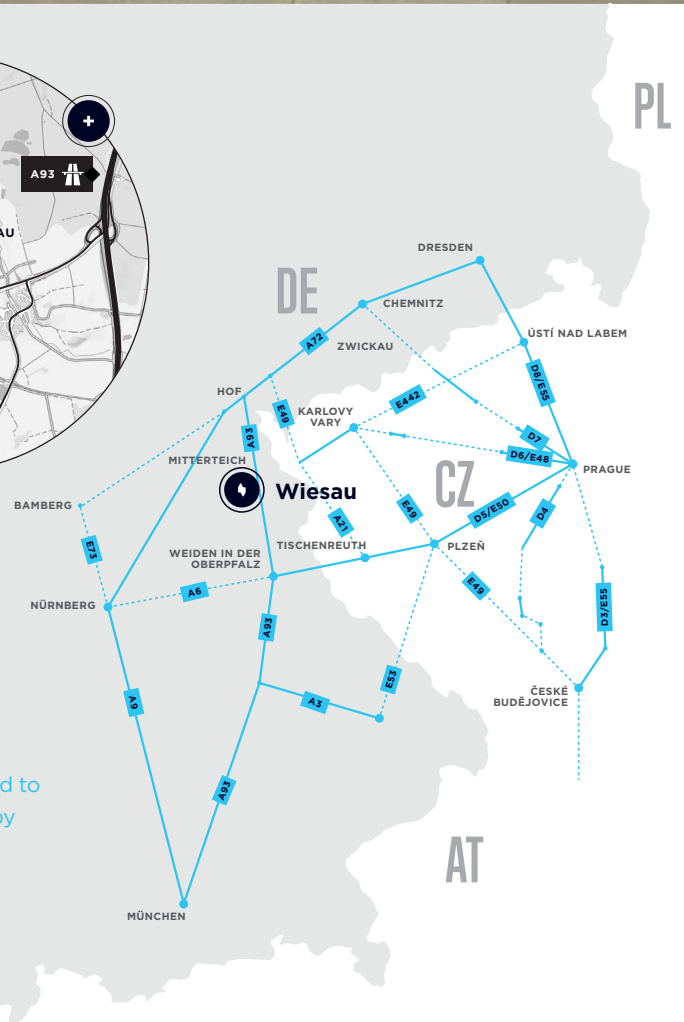 PL
+
A93
AU
DRESDEN
DE
CHEMNITZ
ÚSTÍ NAD LABEM
A72
ZWICKAU
D8/E55
HOF
E442
E49
KARLOVY
VARY
A93
D7
MITTERTEICH
D6/E48
PRAGUE
CZ
Wiesau
BAMBERG
E49
D5/E50
D4
A21
E73
WEIDEN IN DER
OBERPFALZ
TISCHENREUTH
PLZEŇ
A6
E49
NÜRNBERG
D3/E55
A93
E53
A9
A3
ČESKÉ
BUDĚJOVICE
d to
A93
by
AT
MÜNCHEN